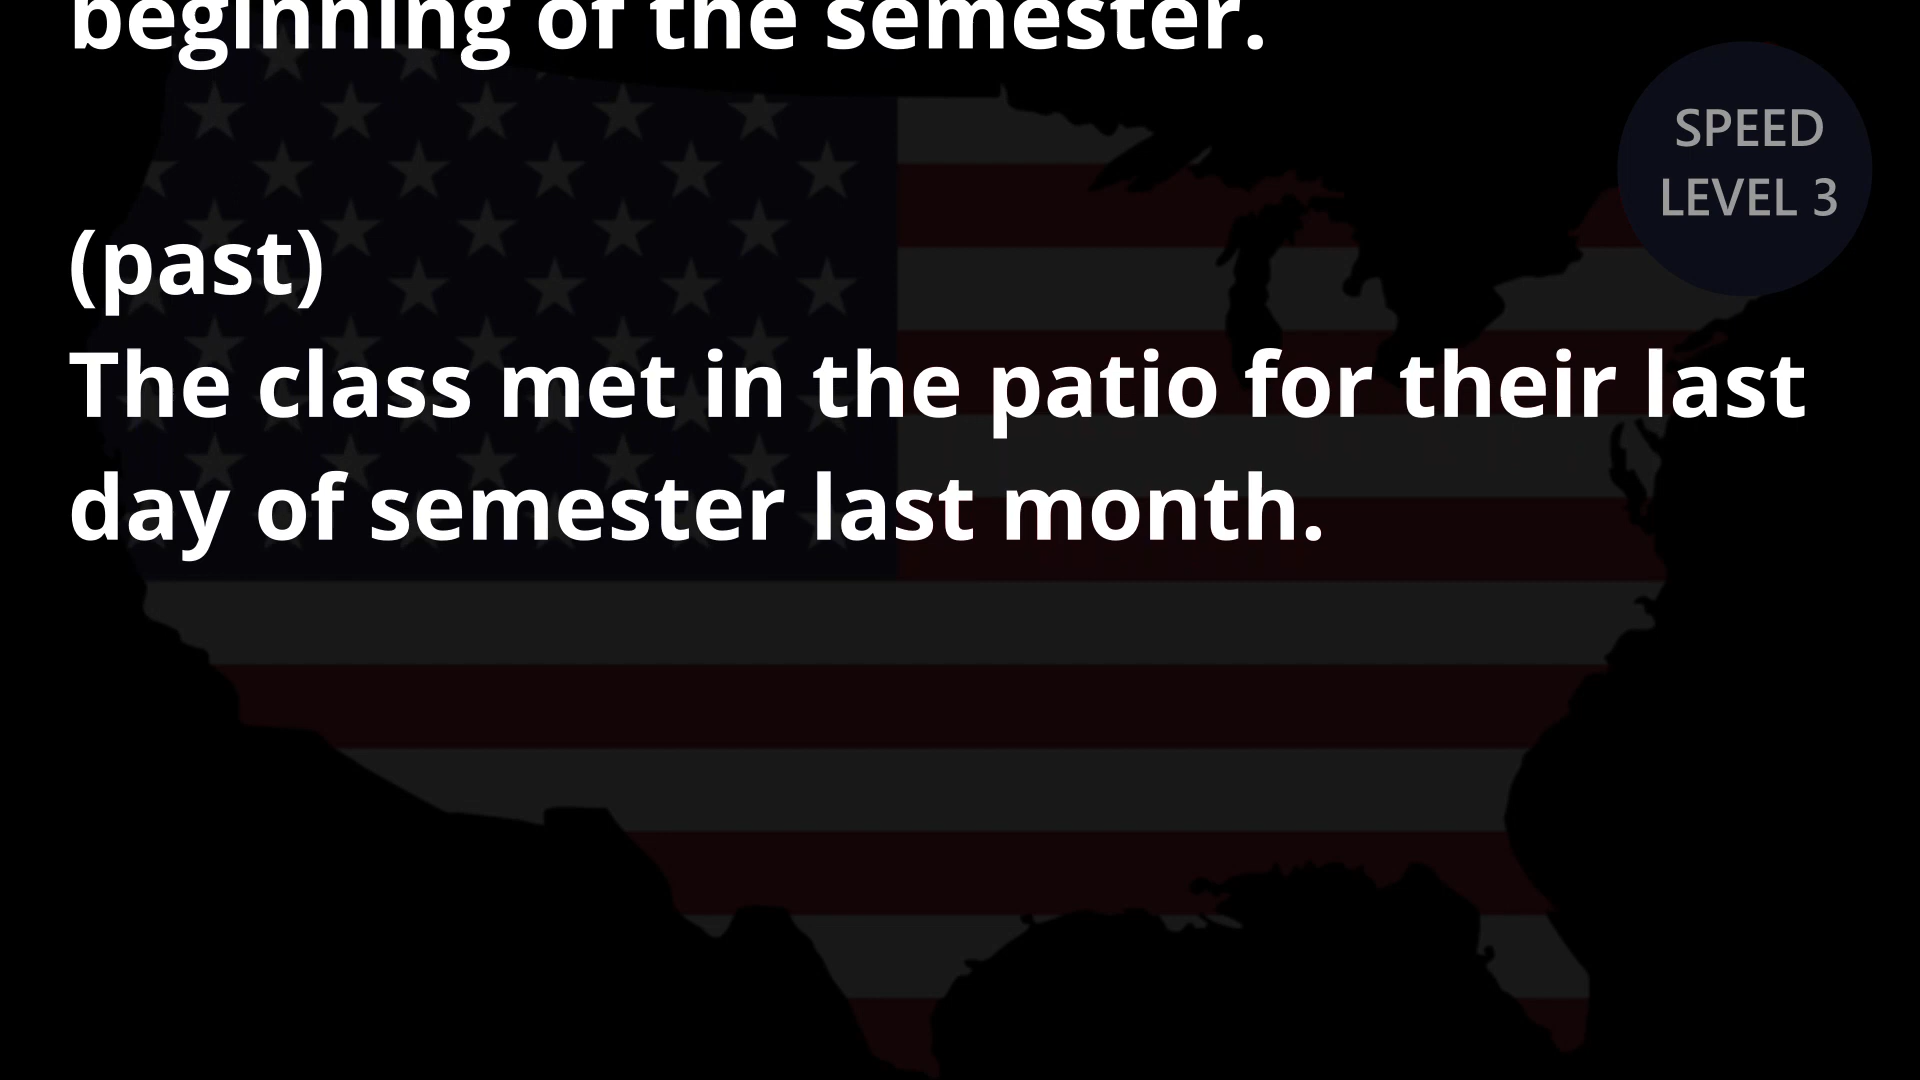 beginning of the semester.
SPEED
LEVEL 3
(past)
The class met in the patio for their last
day of semester last month.